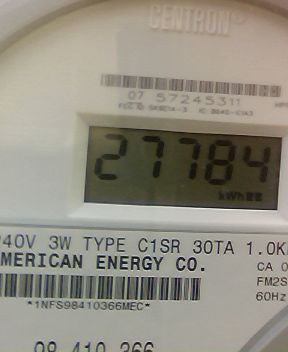 CENTRON®
07 57245311
27784
kWh
240V 3W TYPE C1SR 30TA 1.0K
AMERICAN ENERGY CO.
CA 0
FM2S
60Hz
*1NFS98410366MEC*
98 410 366